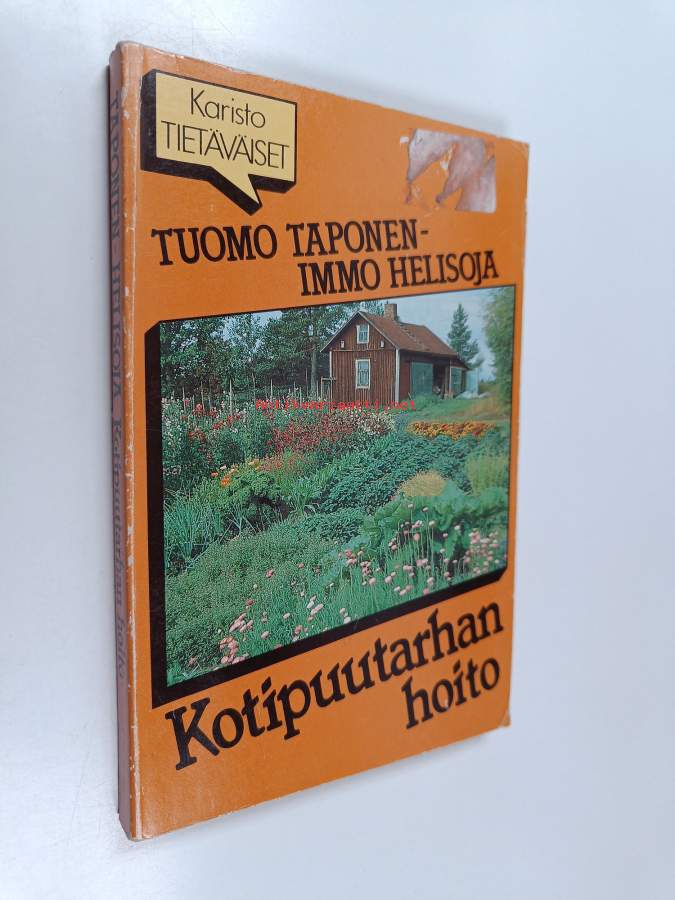 Karisto
TIETÄVÄISET
TUOMO TAPONEN-
IMMO HELISOJA
Kotipuutarhan
hoito
TAPONEN HELISOJA Kotipuutarhan hoito